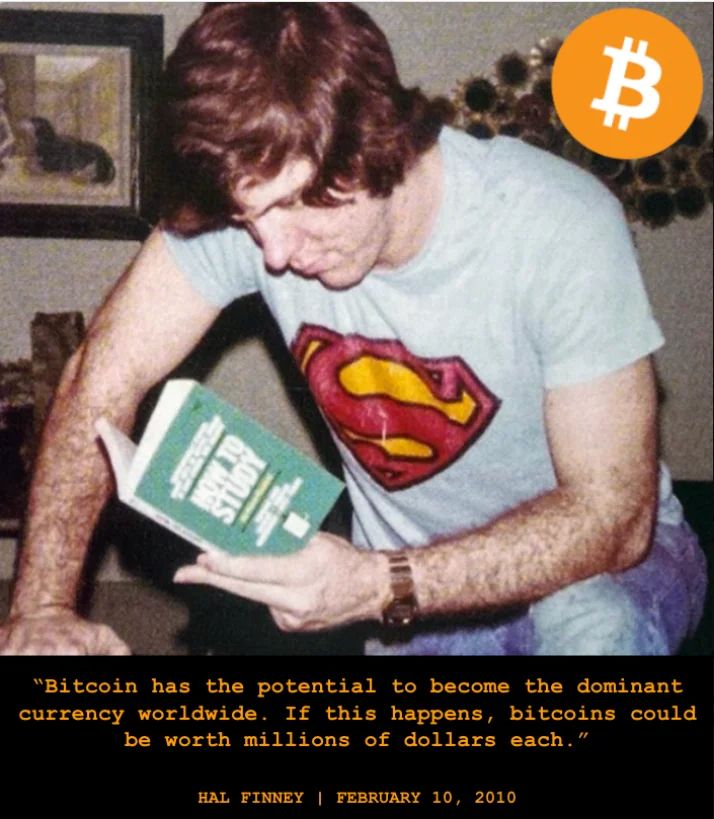 HOW TO
STUDY
“Bitcoin has the potential to become the dominant
currency worldwide. If this happens, bitcoins could
be worth millions of dollars each.”
HAL FINNEY | FEBRUARY 10, 2010